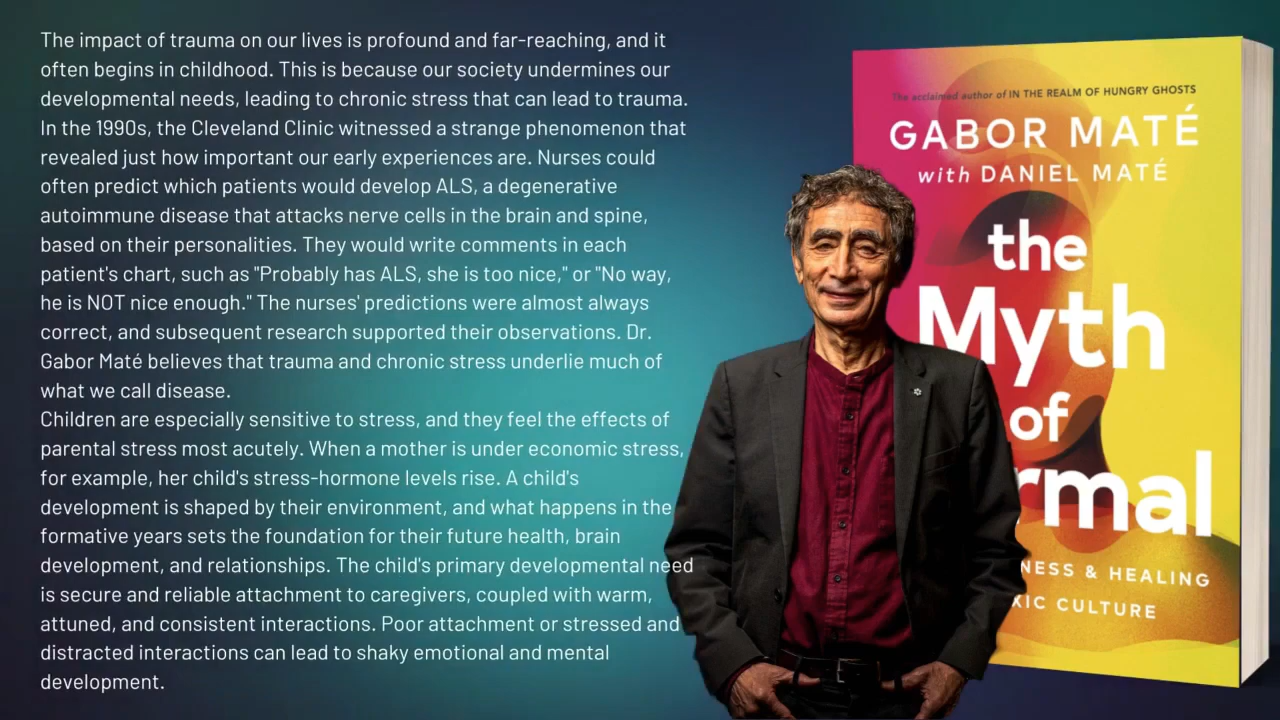 The impact of trauma on our lives is profound and far-reaching, and it
often begins in childhood. This is because our society undermines our
developmental needs, leading to chronic stress that can lead to trauma.
In the 1990s, the Cleveland Clinic witnessed a strange phenomenon that
revealed just how important our early experiences are. Nurses could
often predict which patients would develop ALS, a degenerative
autoimmune disease that attacks nerve cells in the brain and spine,
based on their personalities. They would write comments in each
patient's chart, such as "Probably has ALS, she is too nice," or "No way,
he is NOT nice enough." The nurses' predictions were almost always
correct, and subsequent research supported their observations. Dr.
Gabor Maté believes that trauma and chronic stress underlie much of
what we call disease.
Children are especially sensitive to stress, and they feel the effects of
parental stress most acutely. When a mother is under economic stress,
for example, her child's stress-hormone levels rise. A child's
development is shaped by their environment, and what happens in the
formative years sets the foundation for their future health, brain
development, and relationships. The child's primary developmental need
is secure and reliable attachment to caregivers, coupled with warm,
attuned, and consistent interactions. Poor attachment or stressed and
distracted interactions can lead to shaky emotional and mental
development.
The acclaimed author of IN THE REALM OF HUNGRY GHOSTS
GABOR MATÉ
with DANIEL MATÉ
the
Myth
of
rmal
NESS & HEALING
XIC CULTURE